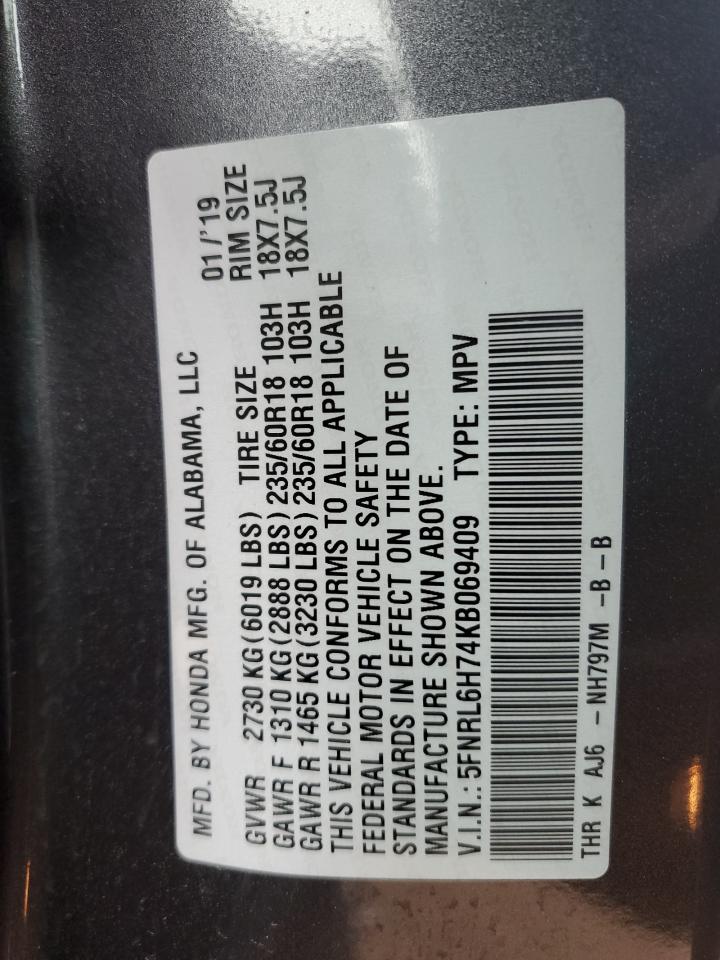 MFD. BY HONDA MFG. OF ALABAMA, LLC 01/'19
GVWR 2730 KG(6019 LBS) TIRE SIZE RIM SIZE
GAWR F 1310 KG(2888 LBS)235/60R18 103H 18X7.5J
GAWR R 1465 KG(3230 LBS)235/60R18 103H 18X7.5J
THIS VEHICLE CONFORMS TO ALL APPLICABLE
FEDERAL MOTOR VEHICLE SAFETY
STANDARDS IN EFFECT ON THE DATE OF
MANUFACTURE SHOWN ABOVE.
V.I.N.: 5FNRL6H74KB069409 TYPE: MPV
THR K AJ6 - NH797M -B-B